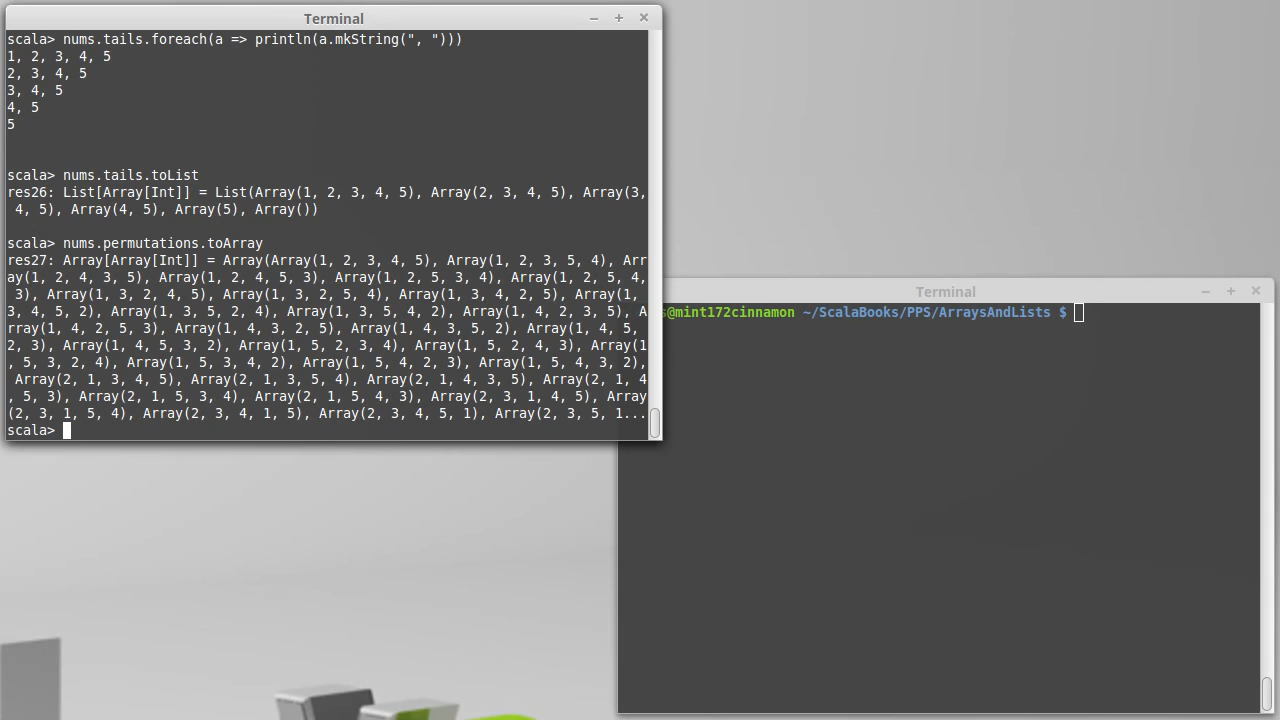 Terminal
scala> nums.tails.foreach(a => println(a.mkString(", ")))
1, 2, 3, 4, 5
2, 3, 4, 5
3, 4, 5
4, 5
5
scala> nums.tails.toList
res26: List[Array[Int]] = List(Array(1, 2, 3, 4, 5), Array(2, 3, 4, 5), Array(3,
 4, 5), Array(4, 5), Array(5), Array())
scala> nums.permutations.toArray
res27: Array[Array[Int]] = Array(Array(1, 2, 3, 4, 5), Array(1, 2, 3, 5, 4), Arr
ay(1, 2, 4, 3, 5), Array(1, 2, 4, 5, 3), Array(1, 2, 5, 3, 4), Array(1, 2, 5, 4,
 3), Array(1, 3, 2, 4, 5), Array(1, 3, 2, 5, 4), Array(1, 3, 4, 2, 5), Array(1,
3, 4, 5, 2), Array(1, 3, 5, 2, 4), Array(1, 3, 5, 4, 2), Array(1, 4, 2, 3, 5), A
rray(1, 4, 2, 5, 3), Array(1, 4, 3, 2, 5), Array(1, 4, 3, 5, 2), Array(1, 4, 5,
2, 3), Array(1, 4, 5, 3, 2), Array(1, 5, 2, 3, 4), Array(1, 5, 2, 4, 3), Array(1
, 5, 3, 2, 4), Array(1, 5, 3, 4, 2), Array(1, 5, 4, 2, 3), Array(1, 5, 4, 3, 2),
 Array(2, 1, 3, 4, 5), Array(2, 1, 3, 5, 4), Array(2, 1, 4, 3, 5), Array(2, 1, 4
, 5, 3), Array(2, 1, 5, 3, 4), Array(2, 1, 5, 4, 3), Array(2, 3, 1, 4, 5), Array
(2, 3, 1, 5, 4), Array(2, 3, 4, 1, 5), Array(2, 3, 4, 5, 1), Array(2, 3, 5, 1...
scala>
Terminal
s@mint172cinnamon ~/ScalaBooks/PPS/ArraysAndLists $